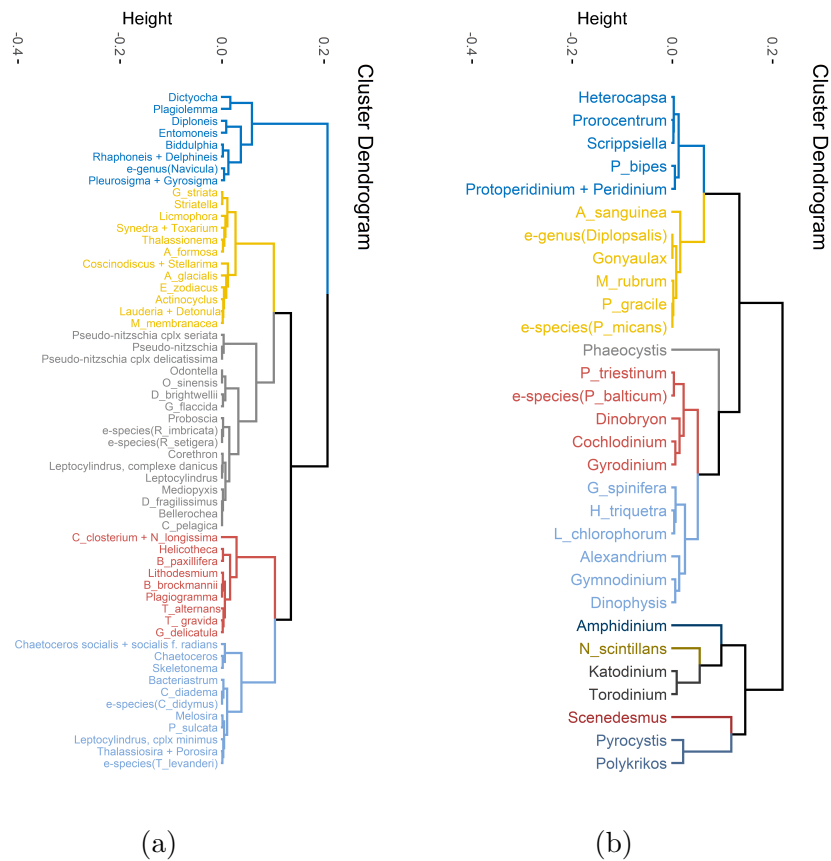 Height
-0.4
-0.2
0.0
0.2
Cluster Dendrogram
Dictyocha
Plagiolemma
Diploneis
Entomoneis
Biddulphia
Rhaphoneis + Delphineis
e-genus(Navicula)
Pleurosigma + Gyrosigma
G_striata
Striatella
Licmophora
Synedra + Toxarium
Thalassionema
A_formosa
Coscinodiscus + Stellarima
A_glacialis
E_zodiacus
Actinocyclus
Lauderia + Detonula
M_membranacea
Pseudo-nitzschia cplx seriata
Pseudo-nitzschia
Pseudo-nitzschia cplx delicatissima
Odontella
O_sinensis
D_brightwellii
G_flaccida
Proboscia
e-species(R_imbricata)
e-species(R_setigera)
Corethron
Leptocylindrus, complexe danicus
Leptocylindrus
Mediopyxis
D_fragilissimus
Bellerochea
C_pelagica
C_closterium + N_longissima
Helicotheca
B_paxillifera
Lithodesmium
B_brockmannii
Plagiogramma
T_alternans
T_ gravida
G_delicatula
Chaetoceros socialis + socialis f. radians
Chaetoceros
Skeletonema
Bacteriastrum
C_diadema
e-species(C_didymus)
Melosira
P_sulcata
Leptocylindrus, cplx minimus
Thalassiosira + Porosira
e-species(T_levanderi)
(a)
Height
-0.4
-0.2
0.0
0.2
Cluster Dendrogram
Heterocapsa
Prorocentrum
Scrippsiella
P_bipes
Protoperidinium + Peridinium
A_sanguinea
e-genus(Diplopsalis)
Gonyaulax
M_rubrum
P_gracile
e-species(P_micans)
Phaeocystis
P_triestinum
e-species(P_balticum)
Dinobryon
Cochlodinium
Gyrodinium
G_spinifera
H_triquetra
L_chlorophorum
Alexandrium
Gymnodinium
Dinophysis
Amphidinium
N_scintillans
Katodinium
Torodinium
Scenedesmus
Pyrocystis
Polykrikos
(b)